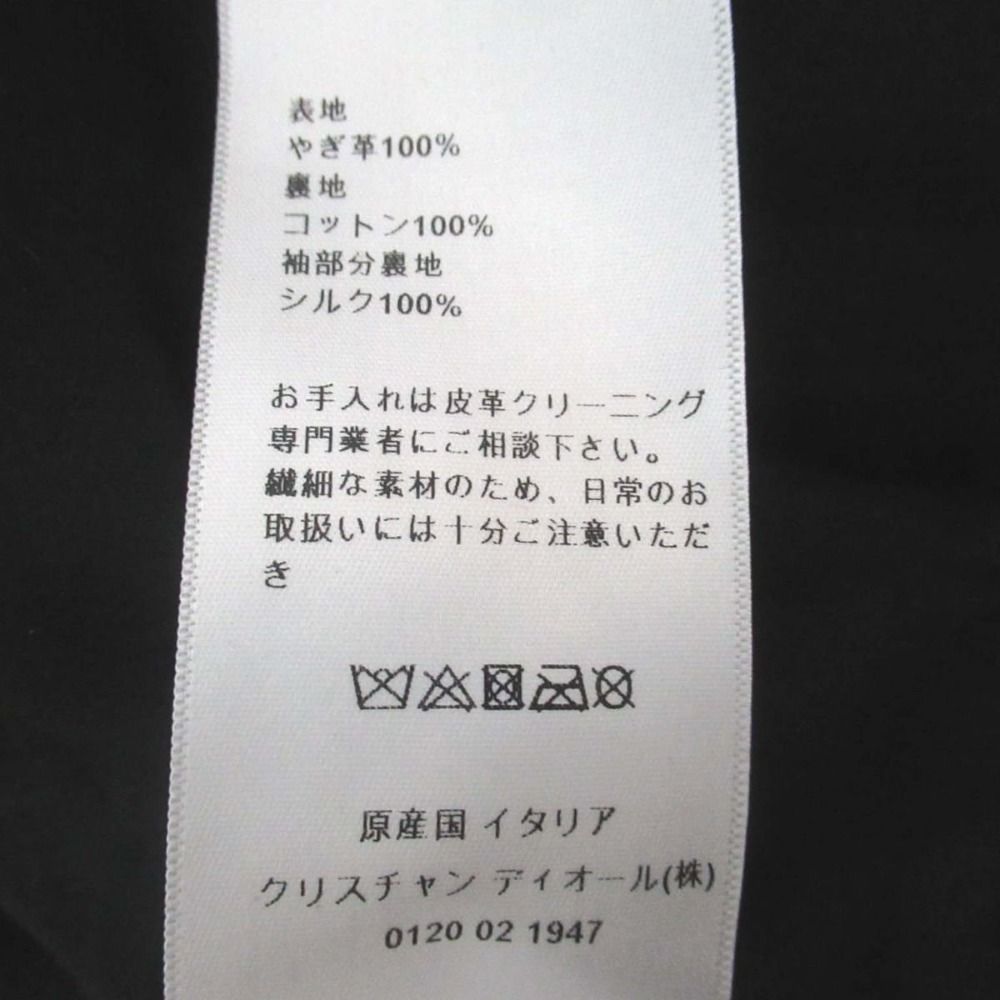 表地
やぎ革100%
裏地
コットン100%
袖部分裏地
シルク100%
お手入れは皮革クリーニング
専門業者にご相談下さい。
繊細な素材のため、日常のお
取扱いには十分ご注意いただ
き
原産国 イタリア
クリスチャン ディオール(株)
0120 02 1947